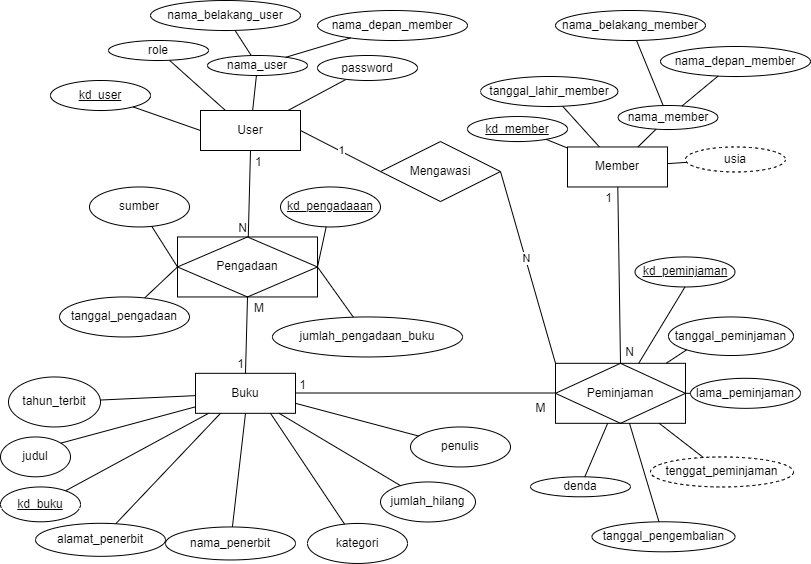 nama_belakang_user
nama_depan_member
role
nama_user
password
kd_user
User
1
1
Mengawasi
N
nama_belakang_member
nama_depan_member
tanggal_lahir_member
nama_member
kd_member
Member
usia
1
sumber
kd_pengadaaan
N
Pengadaan
M
tanggal_pengadaan
jumlah_pengadaan_buku
kd_peminjaman
tanggal_peminjaman
N
1
Buku
1
M
Peminjaman
lama_peminjaman
tahun_terbit
judul
kd_buku
alamat_penerbit
nama_penerbit
kategori
jumlah_hilang
penulis
denda
tenggat_peminjaman
tanggal_pengembalian